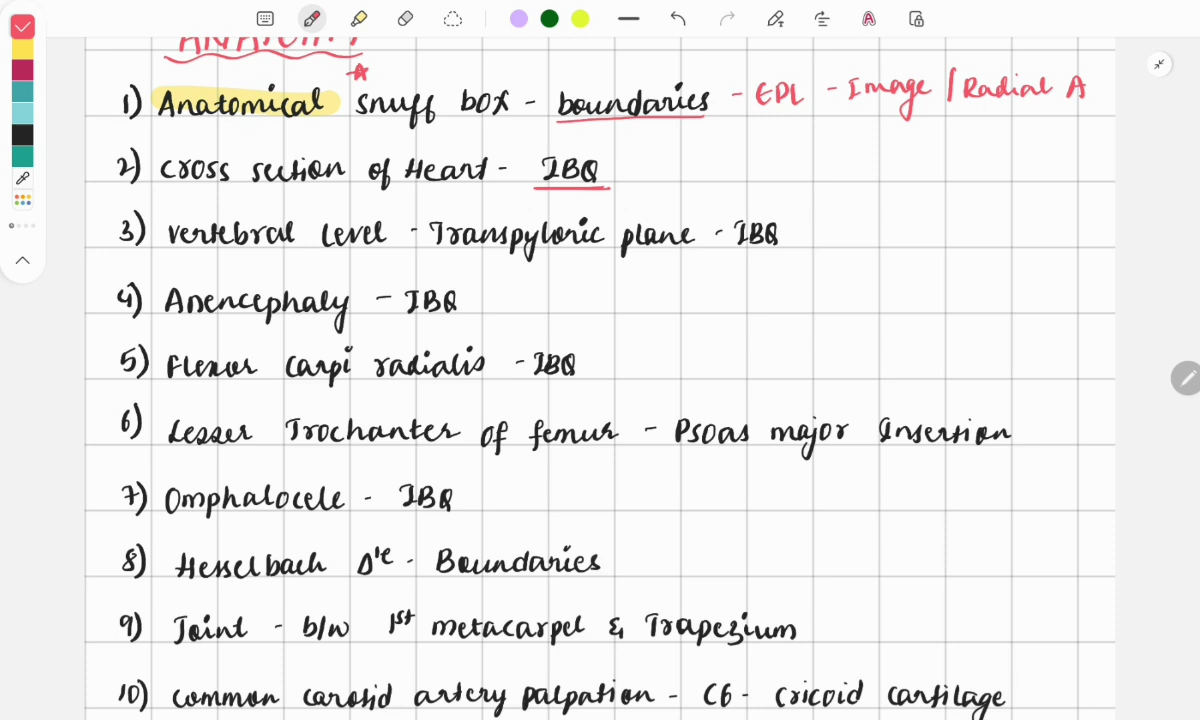 ANATOMY
1) Anatomical snuff box - boundaries - EPL - Image / Radial A
2) Cross section of Heart - IBQ
3) Vertebral level - Transpyloric plane - IBQ
4) Anencephaly - IBQ
5) Flexor Carpi radialis - IBQ
6) Lesser Trochanter of femur - Psoas major Insertion
7) Omphalocele - IBQ
8) Hesselbach Δ'le - Boundaries
9) Joint - b/w 1st metacarpel & Trapezium
10) Common carotid artery palpation - C6 - Cricoid cartilage